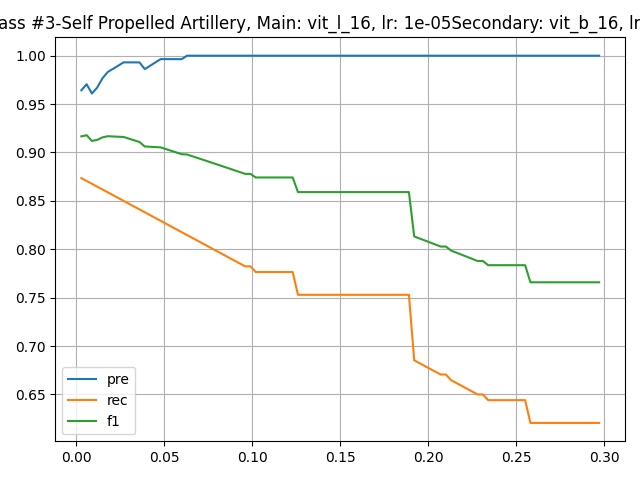 ass #3-Self Propelled Artillery, Main: vit_l_16, lr: 1e-05Secondary: vit_b_16, lr
1.00
0.95
0.90
0.85
0.80
0.75
0.70
0.65
pre
rec
f1
0.00 0.05 0.10 0.15 0.20 0.25 0.30